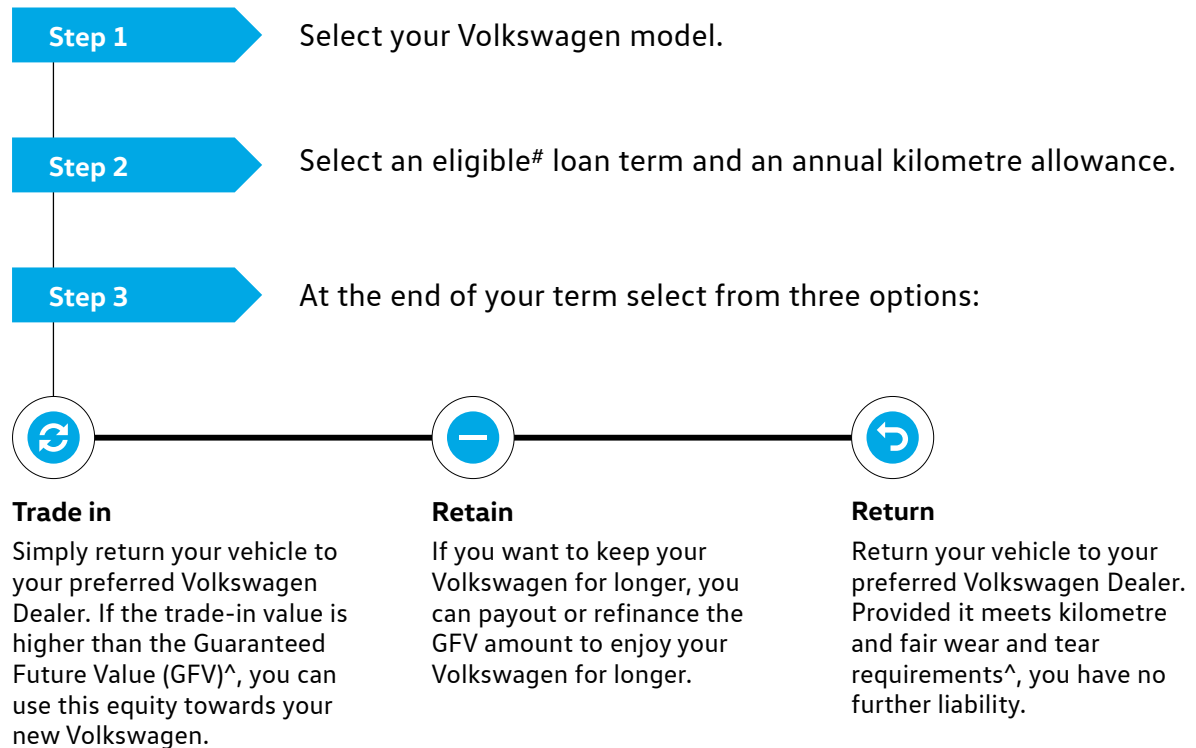 Step 1
Select your Volkswagen model.
Step 2
Select an eligible# loan term and an annual kilometre allowance.
Step 3
At the end of your term select from three options:
Trade in
Simply return your vehicle to
your preferred Volkswagen
Dealer. If the trade-in value is
higher than the Guaranteed
Future Value (GFV)^, you can
use this equity towards your
new Volkswagen.
Retain
If you want to keep your
Volkswagen for longer, you
can payout or refinance the
GFV amount to enjoy your
Volkswagen for longer.
Return
Return your vehicle to your
preferred Volkswagen Dealer.
Provided it meets kilometre
and fair wear and tear
requirements^, you have no
further liability.